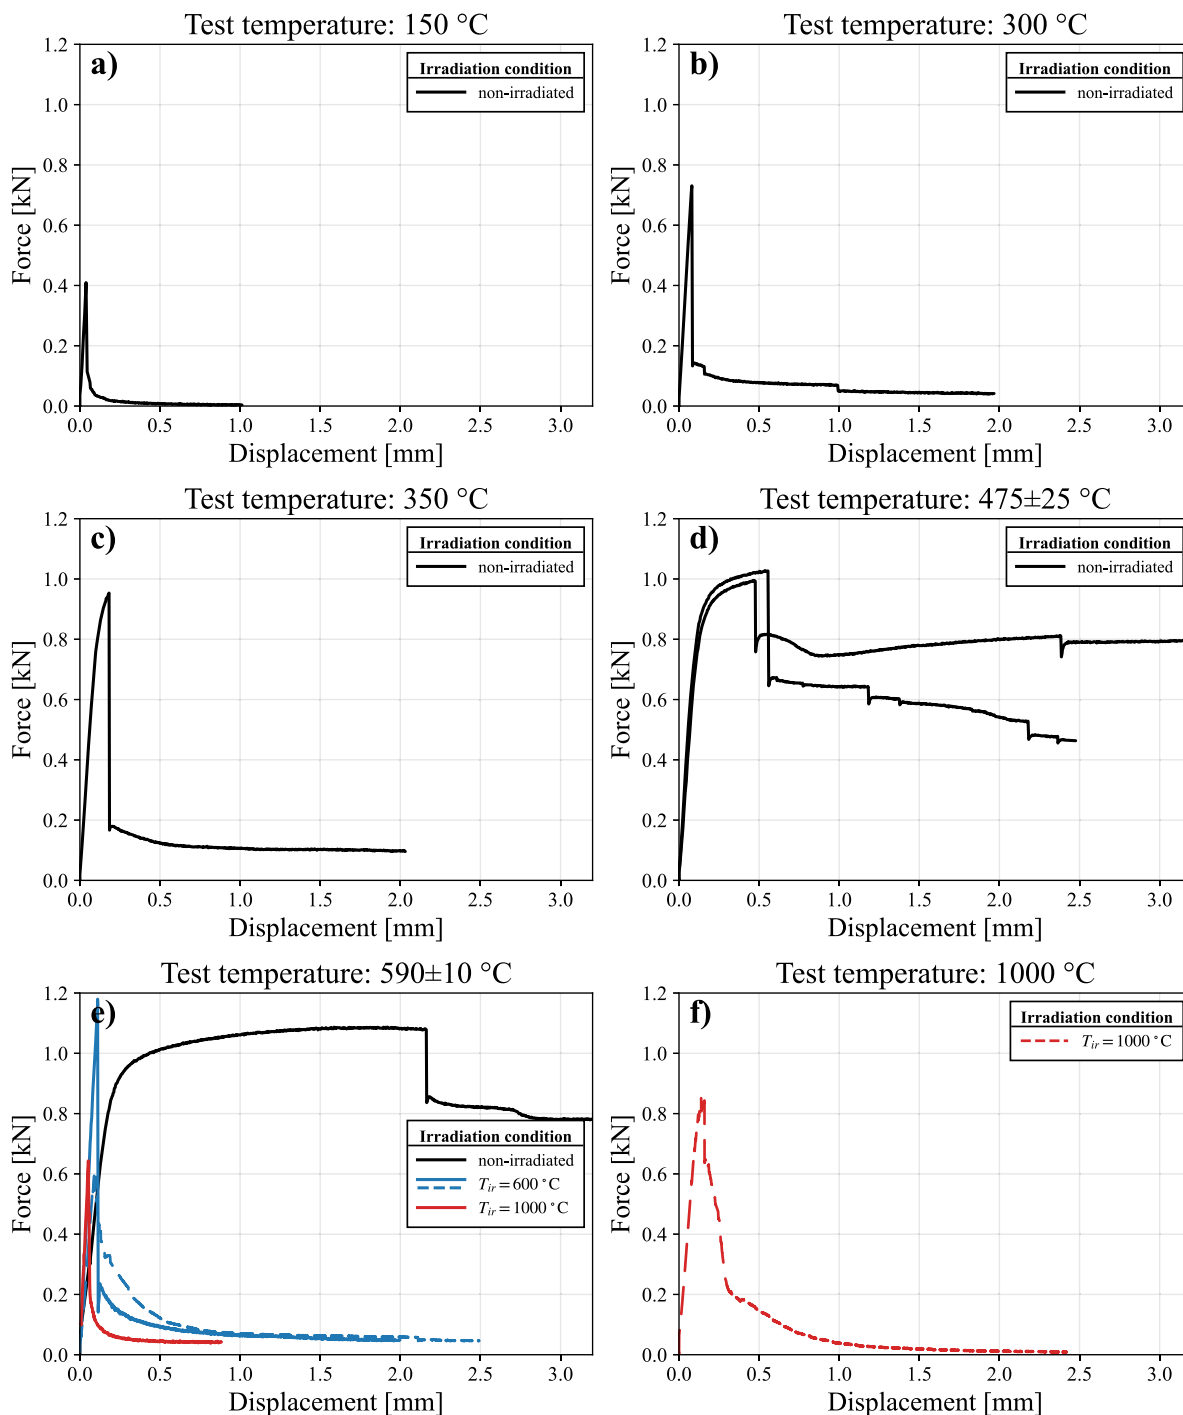 Test temperature: 150 °C
a)
Irradiation condition
non-irradiated
1.2
1.0
0.8
0.6
0.4
0.2
0.0
Force [kN]
0.0 0.5 1.0 1.5 2.0 2.5 3.0
Displacement [mm]
Test temperature: 300 °C
b)
Irradiation condition
non-irradiated
1.2
1.0
0.8
0.6
0.4
0.2
0.0
Force [kN]
0.0 0.5 1.0 1.5 2.0 2.5 3.0
Displacement [mm]
Test temperature: 350 °C
c)
Irradiation condition
non-irradiated
1.2
1.0
0.8
0.6
0.4
0.2
0.0
Force [kN]
0.0 0.5 1.0 1.5 2.0 2.5 3.0
Displacement [mm]
Test temperature: 475±25 °C
d)
Irradiation condition
non-irradiated
1.2
1.0
0.8
0.6
0.4
0.2
0.0
Force [kN]
0.0 0.5 1.0 1.5 2.0 2.5 3.0
Displacement [mm]
Test temperature: 590±10 °C
e)
1.2
1.0
0.8
0.6
0.4
0.2
0.0
Force [kN]
Irradiation condition
non-irradiated
T_ir = 600 °C
T_ir = 1000 °C
0.0 0.5 1.0 1.5 2.0 2.5 3.0
Displacement [mm]
Test temperature: 1000 °C
f)
Irradiation condition
T_ir = 1000 °C
1.2
1.0
0.8
0.6
0.4
0.2
0.0
Force [kN]
0.0 0.5 1.0 1.5 2.0 2.5 3.0
Displacement [mm]